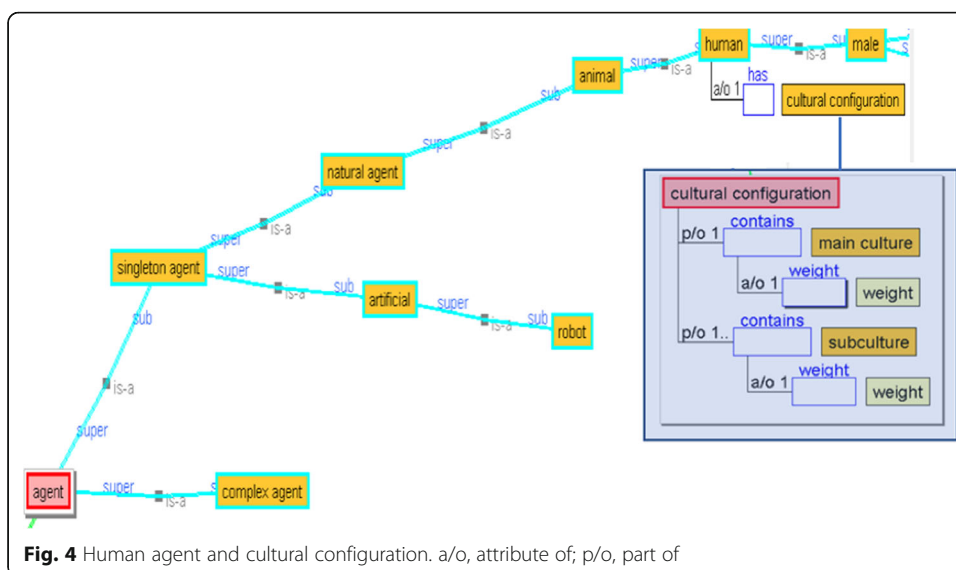 super
super
su
human
male
is-a
is-a
super
animal
has
a/o 1
cultural configuration
sub
is-a
super
natural agent
cultural configuration
sub
contains
super
is-a
p/o 1
main culture
singleton agent
super
weight
is-a
sub
artificial
super
a/o 1
weight
sub
is-a
sub
robot
contains
p/o 1..
subculture
is-a
weight
a/o 1
weight
super
agent
super
complex agent
is-a
Fig. 4 Human agent and cultural configuration. a/o, attribute of; p/o, part of